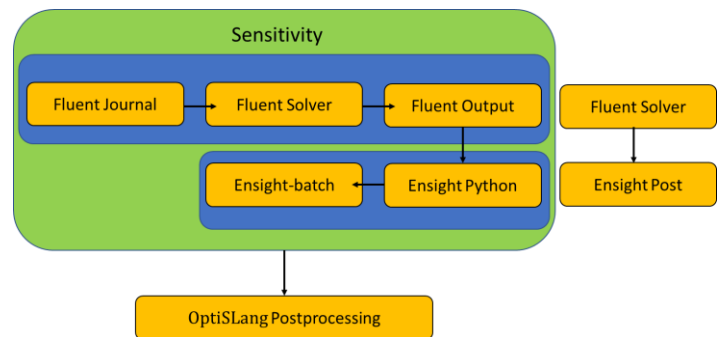 Sensitivity
Fluent Journal
Fluent Solver
Fluent Output
Fluent Solver
Ensight-batch
Ensight Python
Ensight Post
OptiSLang Postprocessing